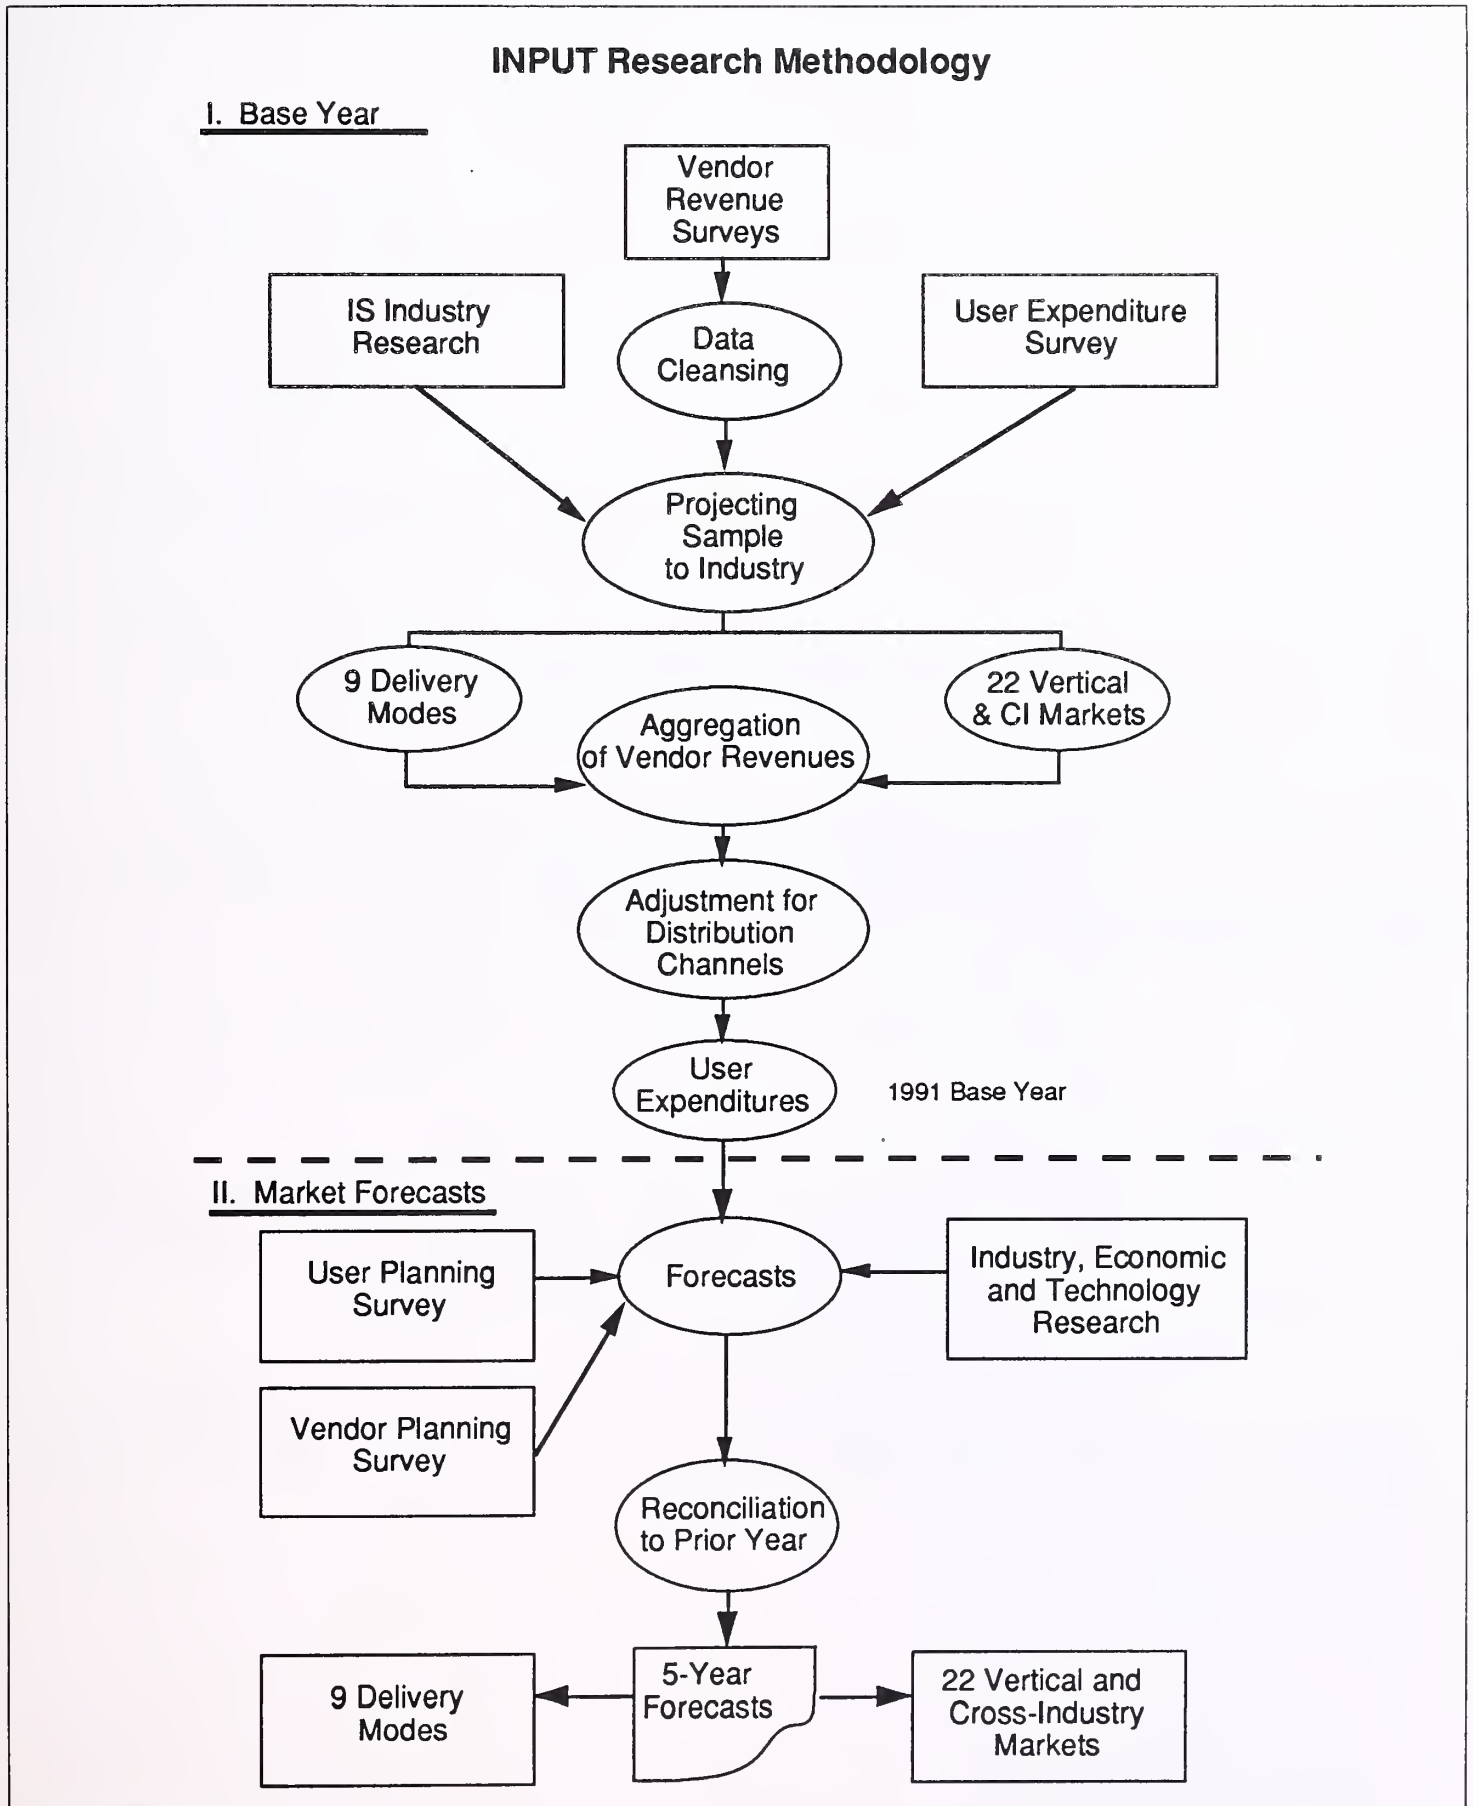 INPUT Research Methodology
I. Base Year
Vendor
Revenue
Surveys
IS Industry
Research
Data
Cleansing
User Expenditure
Survey
Projecting
Sample
to Industry
9 Delivery
Modes
Aggregation
of Vendor Revenues
22 Vertical
& CI Markets
Adjustment for
Distribution
Channels
User
Expenditures
1991 Base Year
II. Market Forecasts
User Planning
Survey
Forecasts
Industry, Economic
and Technology
Research
Vendor Planning
Survey
Reconciliation
to Prior Year
9 Delivery
Modes
5-Year
Forecasts
22 Vertical and
Cross-Industry
Markets